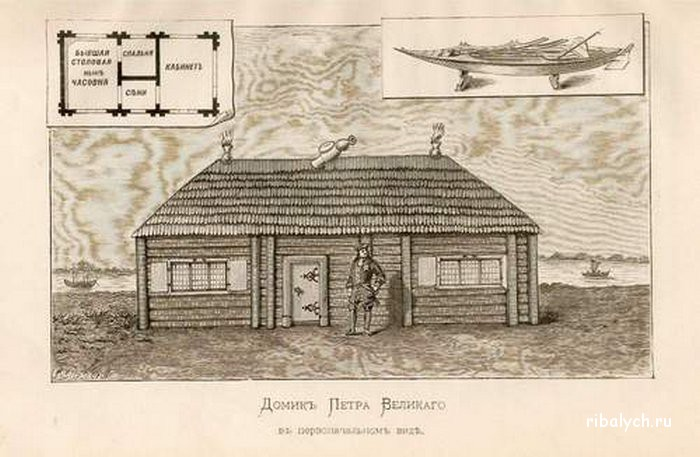 БЫВШАЯ
СТОЛОВАЯ
НЫНѢ
ЧАСОВНЯ
СПАЛЬНЯ
СѢНИ
КАБИНЕТЪ
Домикъ Петра Великаго
въ первоначальномъ видѣ.
ribalych.ru